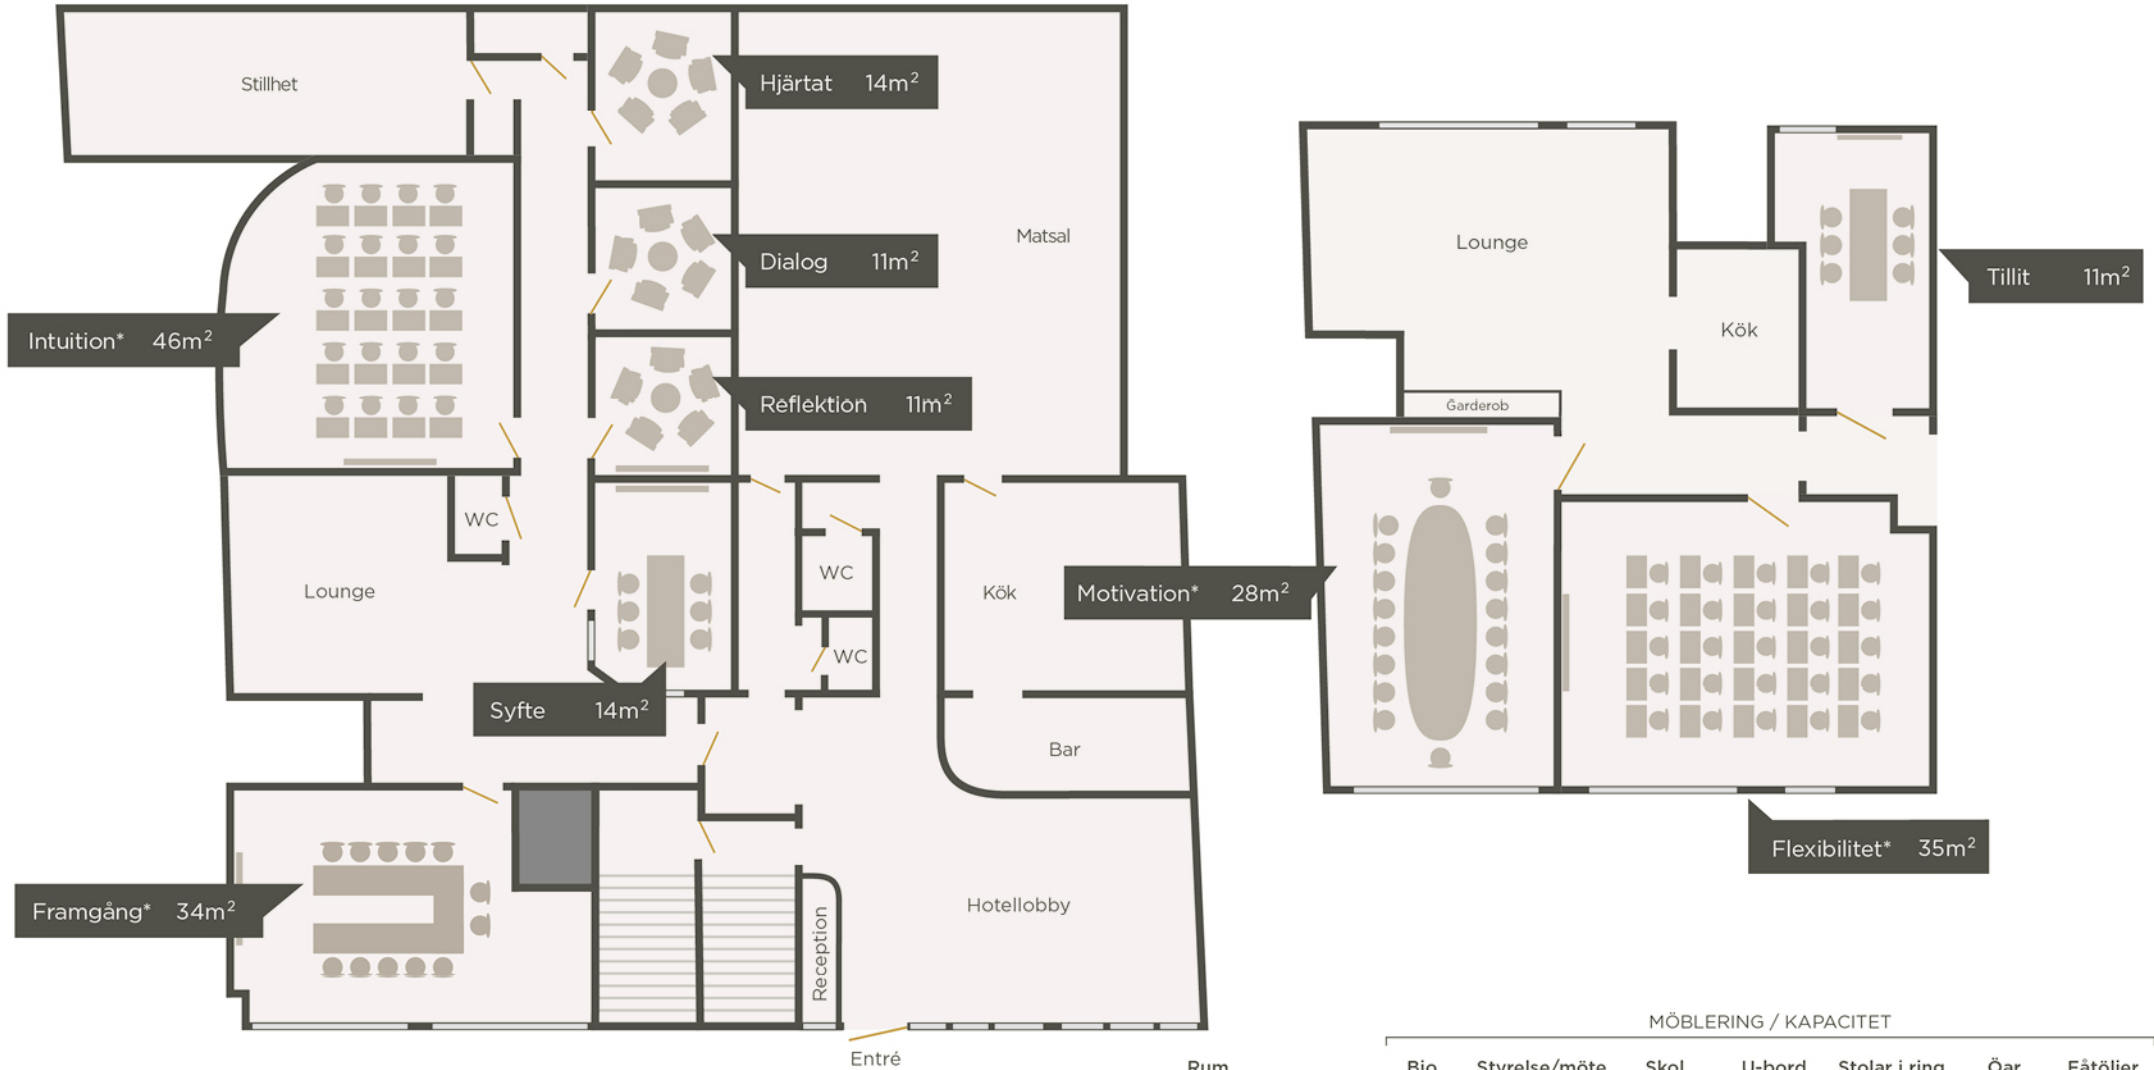 Stillhet
Hjärtat 14m²
Matsal
Dialog 11m²
Intuition* 46m²
Reflektion 11m²
WC
Lounge
WC
Kök
WC
Syfte 14m²
Bar
Framgång* 34m²
Hotellobby
Reception
Entré
Lounge
Tillit 11m²
Kök
Garderob
Motivation* 28m²
Flexibilitet* 35m²
MÖBLERING / KAPACITET
Rum Bio Styrelse/möte Skol U-bord Stolar i ring Öar Fåtöljer